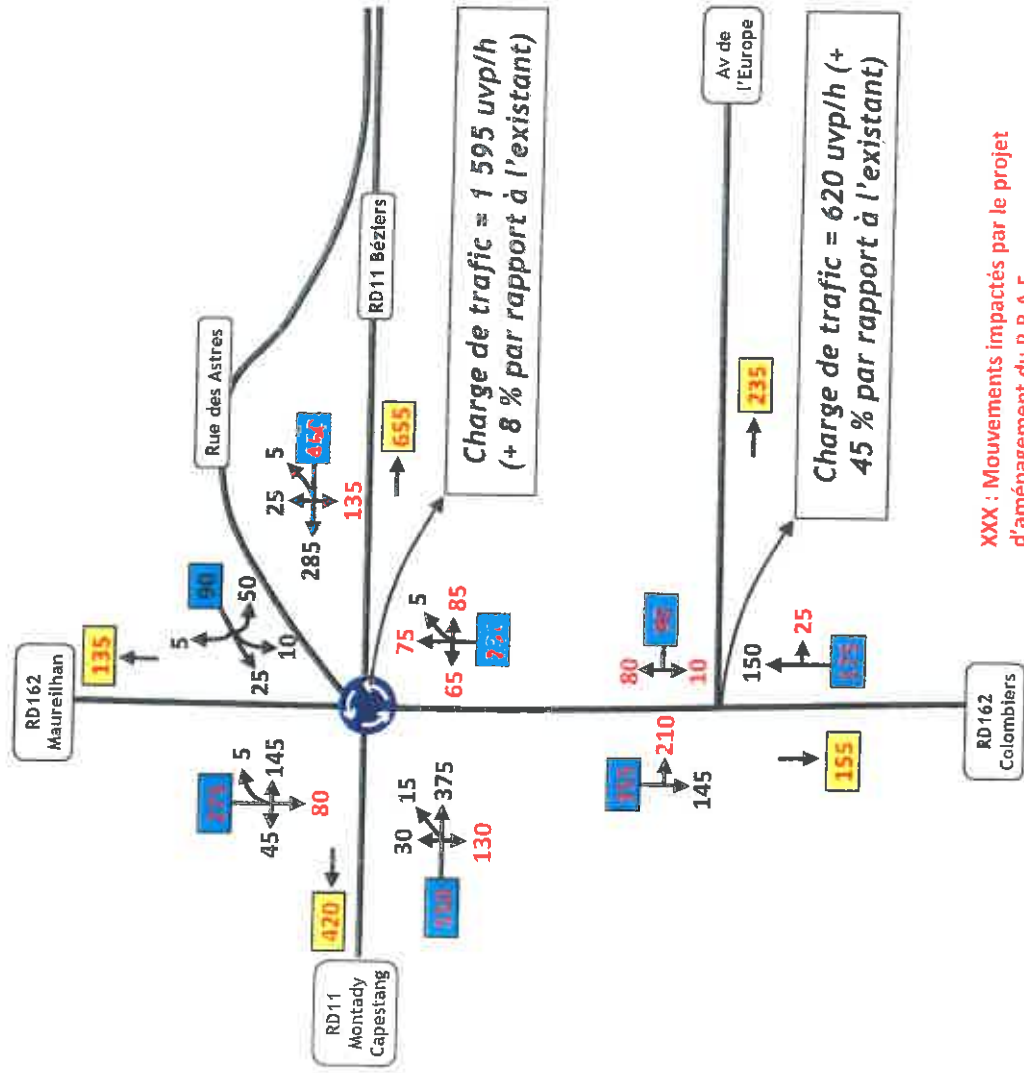 RD162
Maureilhan
135
Rue des Astres
90
5
50
25
10
5
145
45
80
25
5
285
135
420
RD11
Montady
Capestang
30
15
375
130
75
5
85
65
RD11 Béziers
655
Charge de trafic = 1 595 uvp/h
(+ 8 % par rapport à l'existant)
80
10
210
145
150
25
155
235
Av de
l'Europe
Charge de trafic = 620 uvp/h (+
45 % par rapport à l'existant)
RD162
Colombiers
XXX : Mouvements impactés par le projet
d'aménagement du P.R.A.E